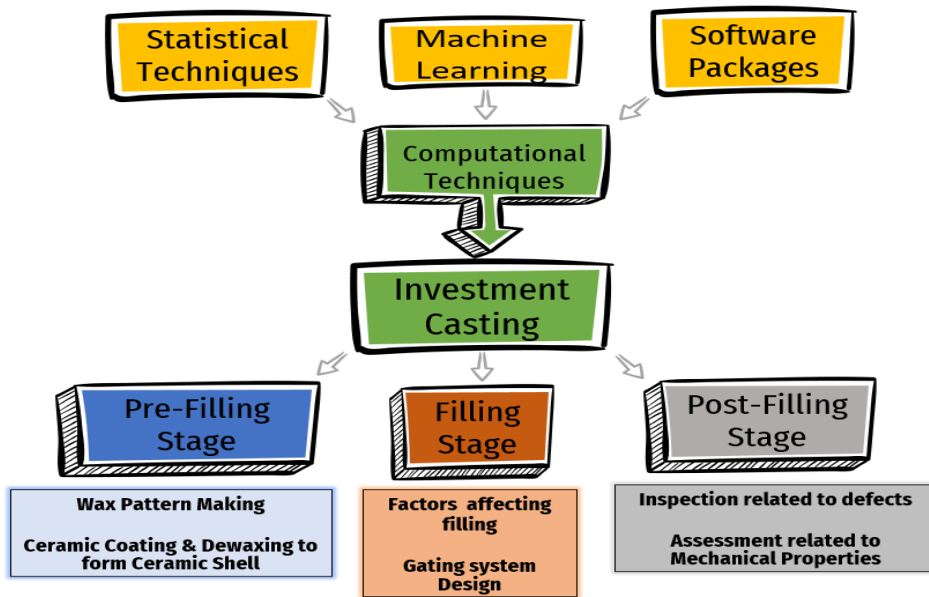 Statistical
Techniques
Machine
Learning
Software
Packages
Computational
Techniques
Investment
Casting
Pre-Filling
Stage
Filling
Stage
Post-Filling
Stage
Wax Pattern Making
Ceramic Coating & Dewaxing to
form Ceramic Shell
Factors affecting
filling
Gating system
Design
Inspection related to defects
Assessment related to
Mechanical Properties